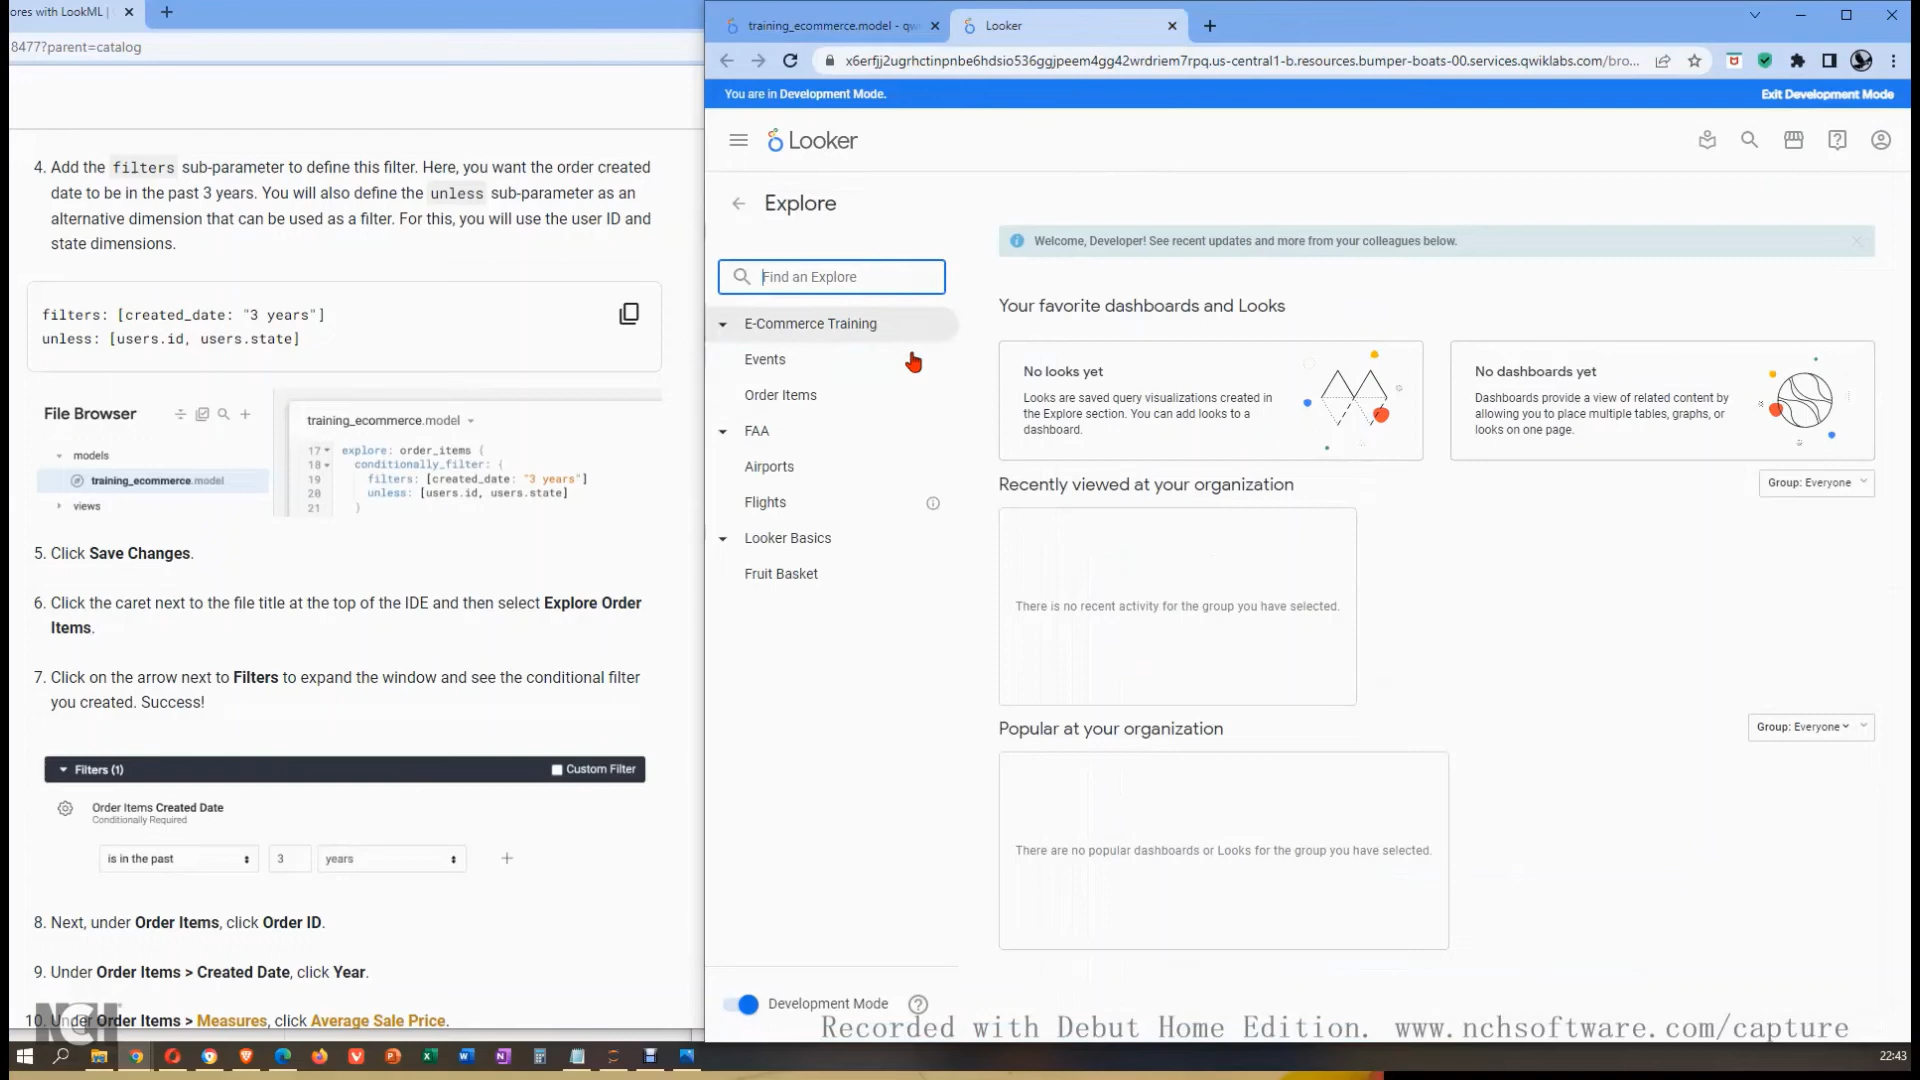 ores with LookML |
8477?parent=catalog
4. Add the filters sub-parameter to define this filter. Here, you want the order created
date to be in the past 3 years. You will also define the unless sub-parameter as an
alternative dimension that can be used as a filter. For this, you will use the user ID and
state dimensions.
filters: [created_date: "3 years"]
unless: [users.id, users.state]
File Browser
models
training_ecommerce.model
views
training_ecommerce.model
17 explore: order_items {
18 conditionally_filter: {
19 filters: [created_date: "3 years"]
20 unless: [users.id, users.state]
21 }
5. Click Save Changes.
6. Click the caret next to the file title at the top of the IDE and then select Explore Order
Items.
7. Click on the arrow next to Filters to expand the window and see the conditional filter
you created. Success!
Filters (1) Custom Filter
Order Items Created Date
Conditionally Required
is in the past 3 years
8. Next, under Order Items, click Order ID.
9. Under Order Items > Created Date, click Year.
10. Under Order Items > Measures, click Average Sale Price.
NCH
training_ecommerce.model - qw
Looker
x6erfjj2ugrhctinpnbe6hdsio536ggjpeem4gg42wrdriem7rpq.us-central1-b.resources.bumper-boats-00.services.qwiklabs.com/bro...
You are in Development Mode. Exit Development Mode
Looker
Explore
Find an Explore
E-Commerce Training
Events
Order Items
FAA
Airports
Flights
Looker Basics
Fruit Basket
Development Mode
Welcome, Developer! See recent updates and more from your colleagues below.
Your favorite dashboards and Looks
No looks yet
Looks are saved query visualizations created in
the Explore section. You can add looks to a
dashboard.
No dashboards yet
Dashboards provide a view of related content by
allowing you to place multiple tables, graphs, or
looks on one page.
Recently viewed at your organization
Group: Everyone
There is no recent activity for the group you have selected.
Popular at your organization
Group: Everyone
There are no popular dashboards or Looks for the group you have selected.
Recorded with Debut Home Edition. www.nchsoftware.com/capture
22:43